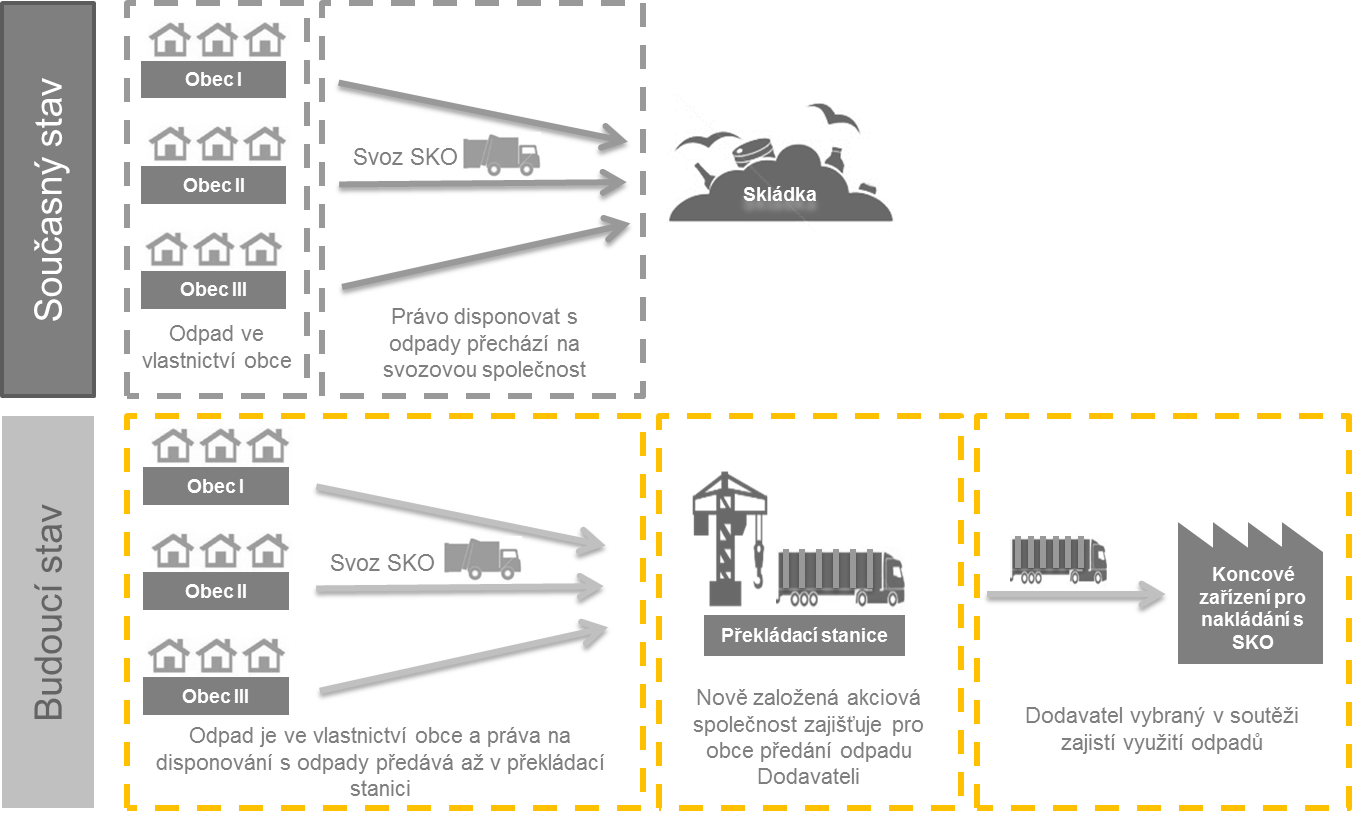 Současný stav
Obec I
Obec II
Obec III
Odpad ve
vlastnictví obce
Svoz SKO
Právo disponovat s
odpady přechází na
svozovou společnost
Skládka
Budoucí stav
Obec I
Obec II
Obec III
Svoz SKO
Odpad je ve vlastnictví obce a práva na
disponování s odpady předává až v překládací
stanici
Překládací stanice
Nově založená akciová
společnost zajišťuje pro
obce předání odpadu
Dodavateli
Koncové
zařízení pro
nakládání s
SKO
Dodavatel vybraný v soutěži
zajistí využití odpadů